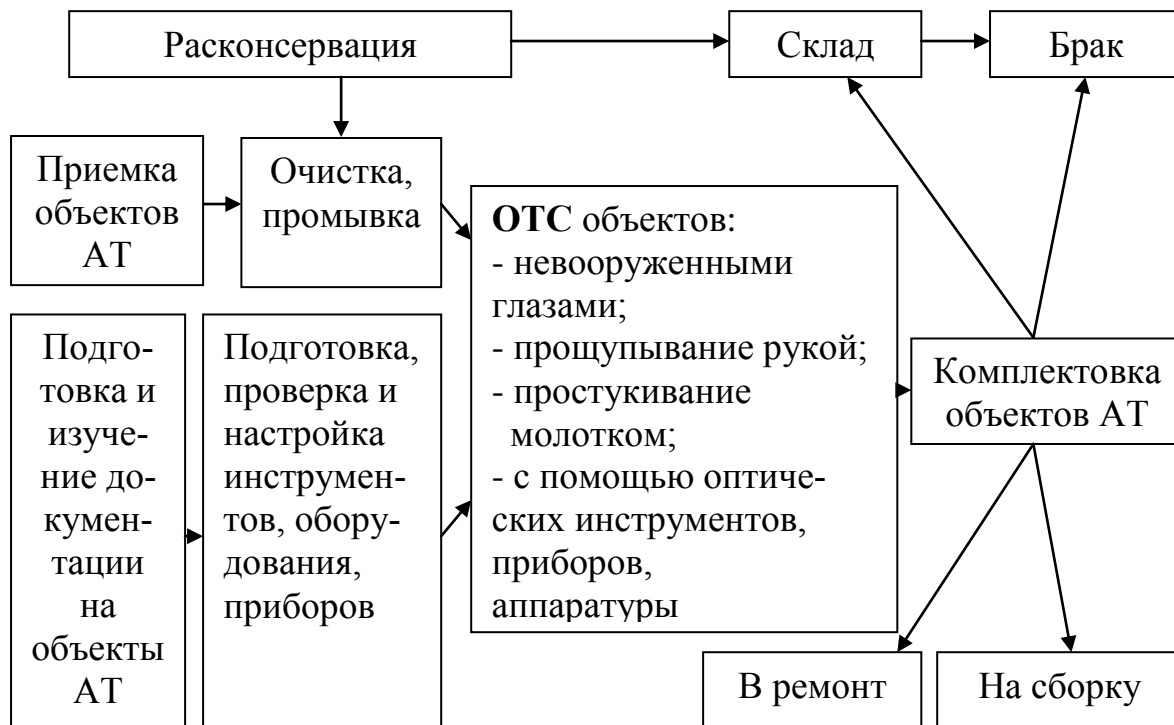 Расконсервация
Склад
Брак
Приемка
объектов
АТ
Очистка,
промывка
ОТС объектов:
- невооруженными
глазами;
- прощупывание рукой;
- простукивание
молотком;
- с помощью оптиче-
ских инструментов,
приборов,
аппаратуры
Подго-
товка и
изуче-
ние до-
кумен-
тации
на
объекты
АТ
Подготовка,
проверка и
настройка
инструмен-
тов, обору-
дования,
приборов
Комплектовка
объектов АТ
В ремонт
На сборку